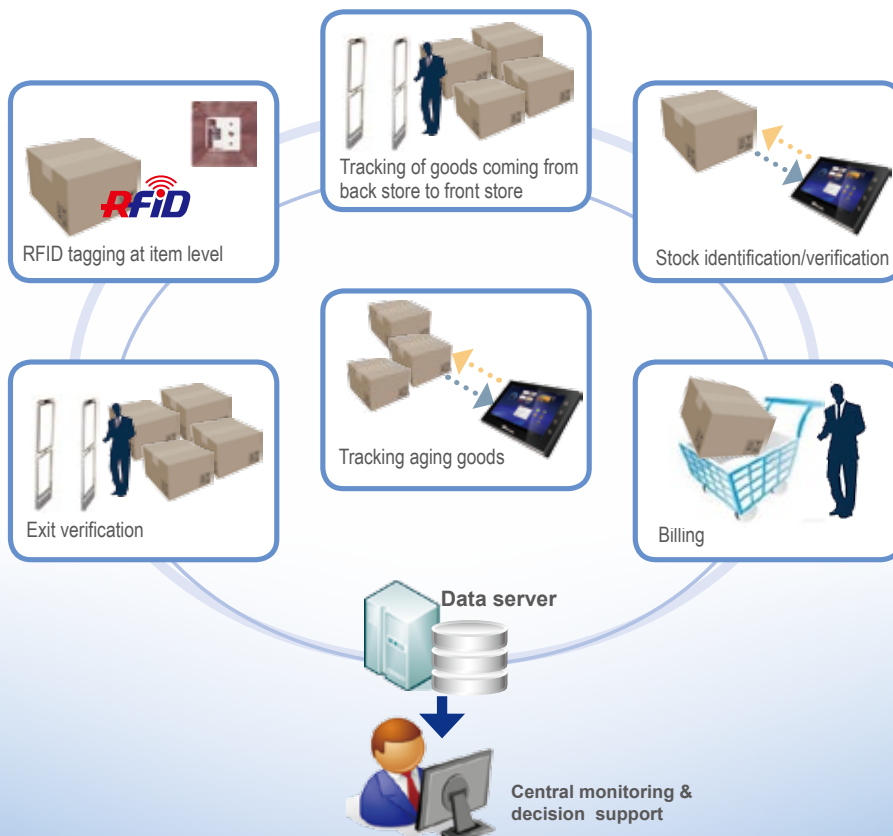 Tracking of goods coming from
back store to front store
RFID
RFID tagging at item level
Stock identification/verification
Tracking aging goods
Exit verification
Billing
Data server
Central monitoring &
decision support